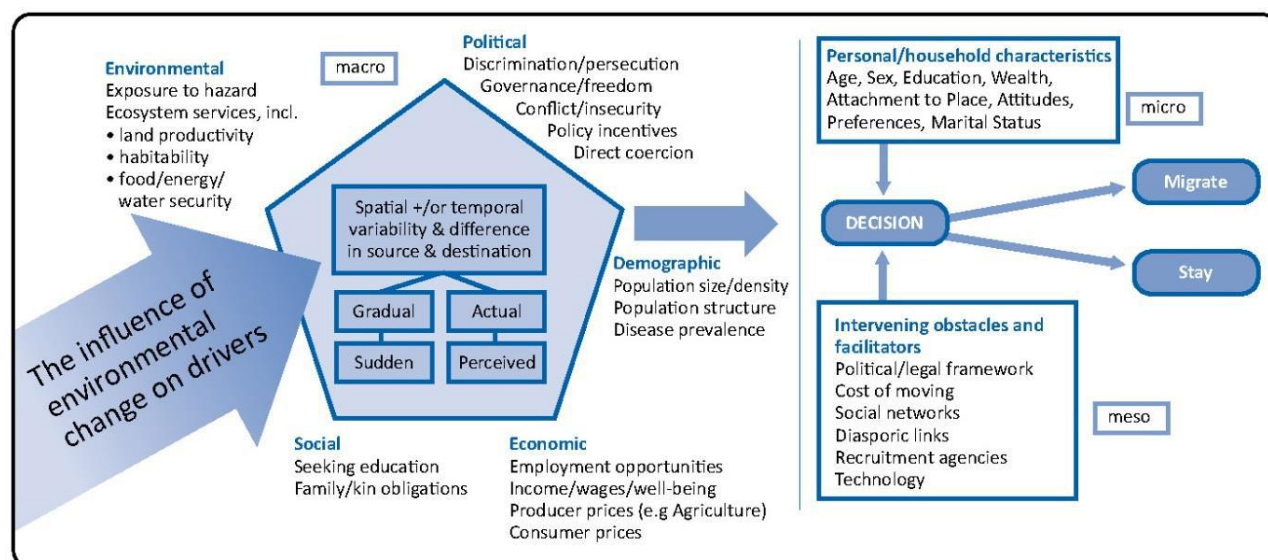 Environmental
Exposure to hazard
Ecosystem services, incl.
• land productivity
• habitability
• food/energy/
water security
macro
Political
Discrimination/persecution
Governance/freedom
Conflict/insecurity
Policy incentives
Direct coercion
The influence of
environmental
change on drivers
Spatial +/or temporal
variability & difference
in source & destination
Gradual
Actual
Sudden
Perceived
Demographic
Population size/density
Population structure
Disease prevalence
Social
Seeking education
Family/kin obligations
Economic
Employment opportunities
Income/wages/well-being
Producer prices (e.g Agriculture)
Consumer prices
Personal/household characteristics
Age, Sex, Education, Wealth,
Attachment to Place, Attitudes,
Preferences, Marital Status
micro
DECISION
Migrate
Stay
Intervening obstacles and
facilitators
Political/legal framework
Cost of moving
Social networks
Diasporic links
Recruitment agencies
Technology
meso